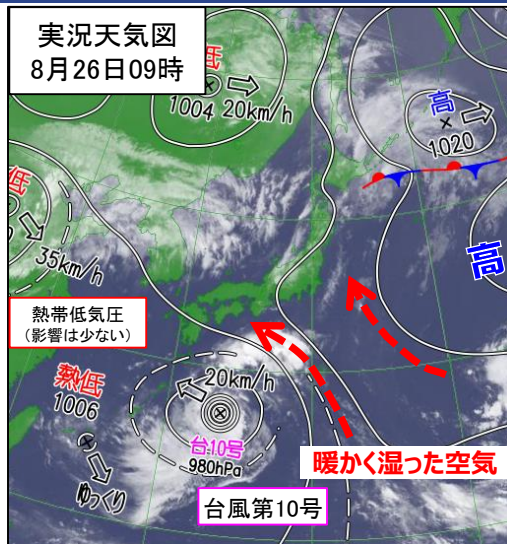 実況天気図
8月26日09時
低
1004 20km/h
高
1020
低
35km/h
高
熱帯低気圧
(影響は少ない)
熱低
1006
20km/h
台10号
980hPa
ゆっくり
暖かく湿った空気
台風第10号